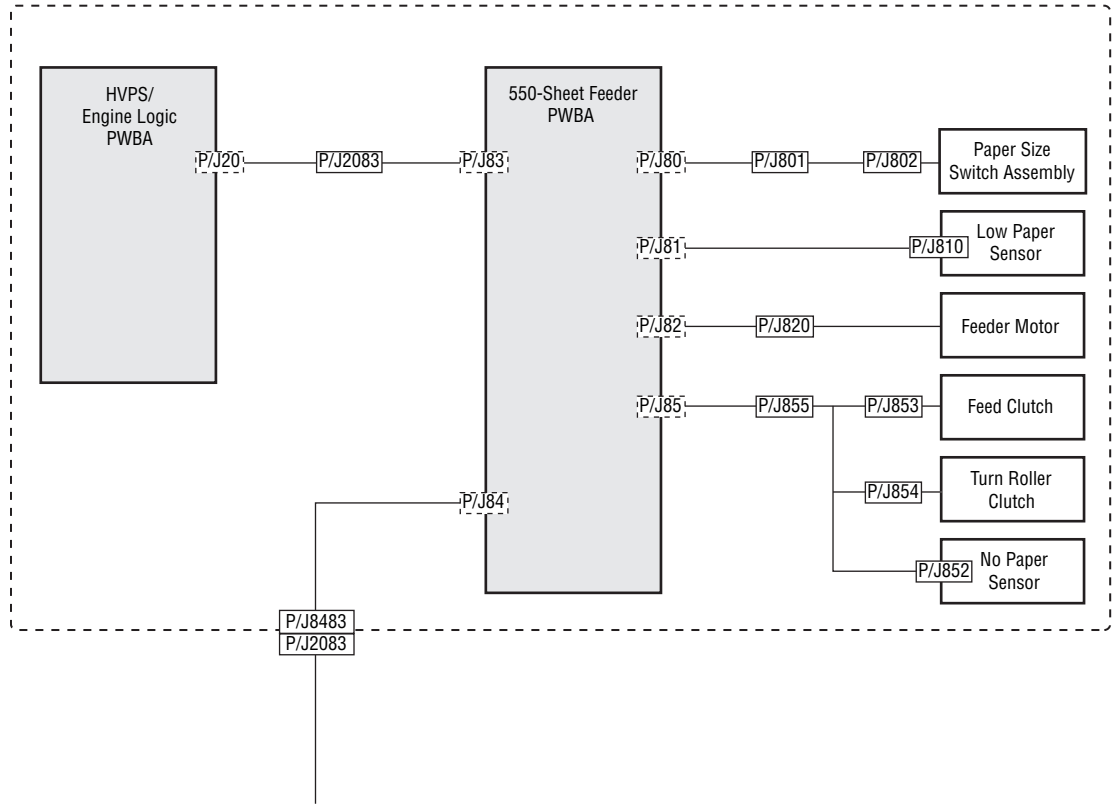 HVPS/
Engine Logic
PWBA
550-Sheet Feeder
PWBA
P/J20
P/J2083
P/J83
P/J80
P/J801
P/J802
Paper Size
Switch Assembly
P/J81
P/J810
Low Paper
Sensor
P/J82
P/J820
Feeder Motor
P/J85
P/J855
P/J853
Feed Clutch
P/J84
P/J854
Turn Roller
Clutch
P/J852
No Paper
Sensor
P/J8483
P/J2083